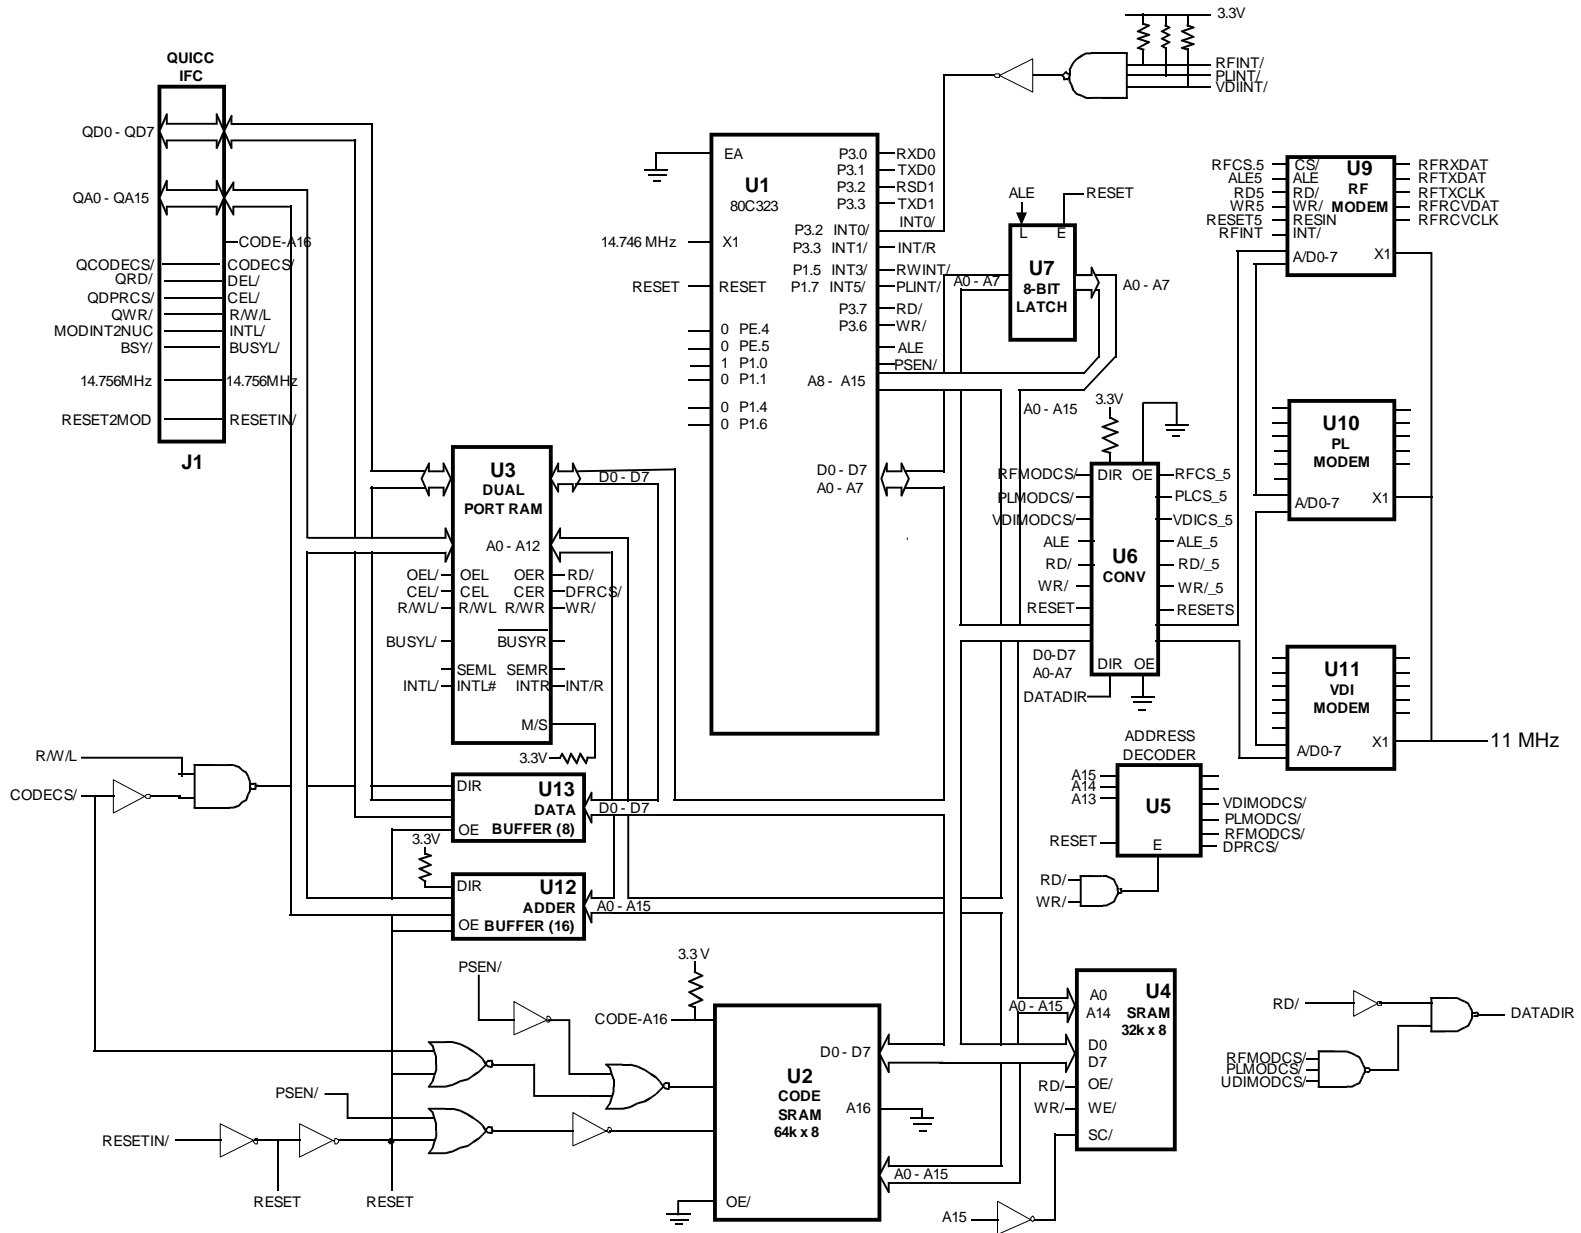 3.3V
RFINT/
PLINT/
VDIINT/
QUICC
IFC
QD0 - QD7
QA0 - QA15
CODE-A16
QCODECS/ CODECS/
QRD/ DEL/
QDPRCS/ CEL/
QWR/ R/W/L
MODINT2NUC INTL/
BSY/ BUSYL/
14.756MHz 14.756MHz
RESET2MOD RESETIN/
J1
EA
U1
80C323
14.746 MHz X1
RESET RESET
0 PE.4
0 PE.5
1 P1.0
0 P1.1
0 P1.4
0 P1.6
P3.0 RXD0
P3.1 TXD0
P3.2 RSD1
P3.3 TXD1
P3.2 INT0/ INT0/
P3.3 INT1/ INT/R
P1.5 INT3/ RWINT/
P1.7 INT5/ PLINT/
P3.7 RD/
P3.6 WR/
ALE
PSEN/
A8 - A15
D0 - D7
A0 - A7
ALE RESET
L E
U7
8-BIT
LATCH
A0 - A7
A0 - A7
A0 - A15
RFCS.5 CS/
ALE5 ALE
RD5 RD/
WR5 WR/
RESET5 RESIN
RFINT INT/
A/D0-7 X1
U9
RF
MODEM
RFRXDAT
RFTXDAT
RFTXCLK
RFRCVDAT
RFRCVCLK
U10
PL
MODEM
A/D0-7 X1
U11
VDI
MODEM
A/D0-7 X1
11 MHz
3.3V
DIR OE
RFMODCS/ RFCS_5
PLMODCS/ PLCS_5
VDIMODCS/ VDICS_5
ALE ALE_5
RD/ RD/_5
WR/ WR/_5
RESET RESETS
U6
CONV
D0-D7
A0-A7
DIR OE
DATADIR
U3
DUAL
PORT RAM
D0 - D7
A0 - A12
OEL/ OEL OER RD/
CEL/ CEL CER DFRCS/
R/WL/ R/WL R/WR WR/
BUSYL/ BUSYR
SEML SEMR
INTL/ INTL# INTR INT/R
M/S
3.3V
R/W/L
CODECS/
DIR
U13
DATA
BUFFER (8)
OE
D0 - D7
3.3V
DIR
U12
ADDER
BUFFER (16)
OE
A0 - A15
ADDRESS
DECODER
A15
A14
A13
U5
RESET
E
VDIMODCS/
PLMODCS/
RFMODCS/
DPRCS/
RD/
WR/
PSEN/
3.3 V
CODE-A16
D0 - D7
U2
CODE
SRAM
64k x 8
A16
A0 - A15
OE/
PSEN/
RESETIN/
RESET
RESET
A0 - A15
A0
A14
U4
SRAM
32k x 8
D0
D7
RD/ OE/
WR/ WE/
SC/
A15
RD/
DATADIR
RFMODCS/
PLMODCS/
UDIMODCS/